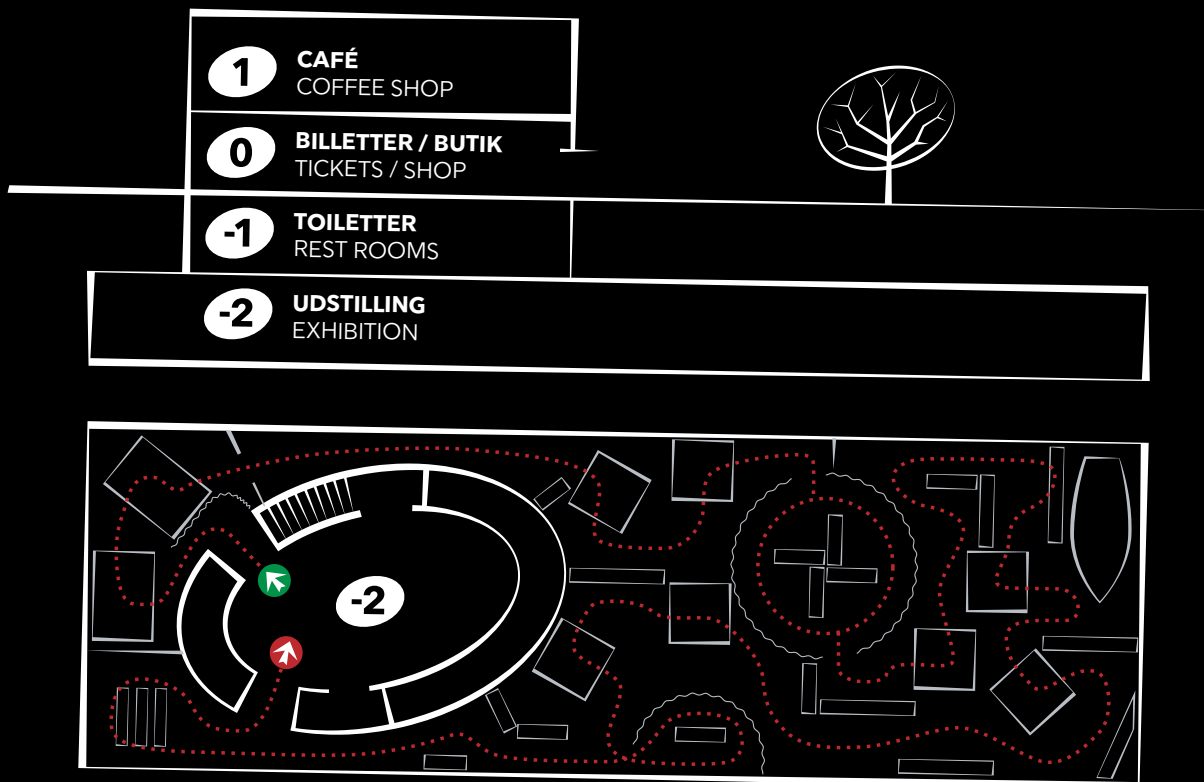 1
CAFÉ
COFFEE SHOP
0
BILLETTER / BUTIK
TICKETS / SHOP
-1
TOILETTER
REST ROOMS
-2
UDSTILLING
EXHIBITION
-2